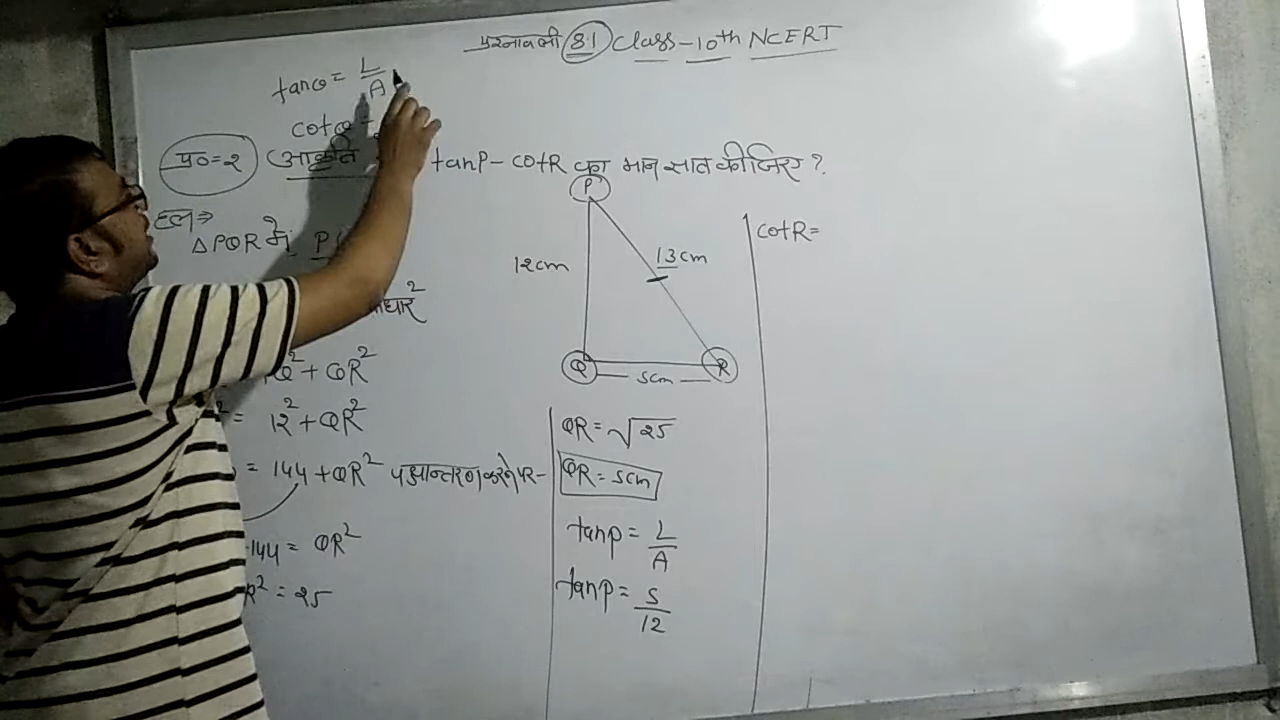 प्रश्नावली 8.1 Class-10th NCERT
tanθ = L/A
cotθ =
प्र०=२ आकृति tanP - cotR का मान ज्ञात कीजिए ?
हल⇒
△PQR में, P
P
12cm
13cm
Q
R
5cm
आधार²
Q² + QR²
² = 12² + QR²
= 144 + QR² पक्षान्तरण करने पर -
144 = QR²
R² = 25
QR = √25
QR = 5cm
tanp = L/A
tanp = 5/12
cotR =